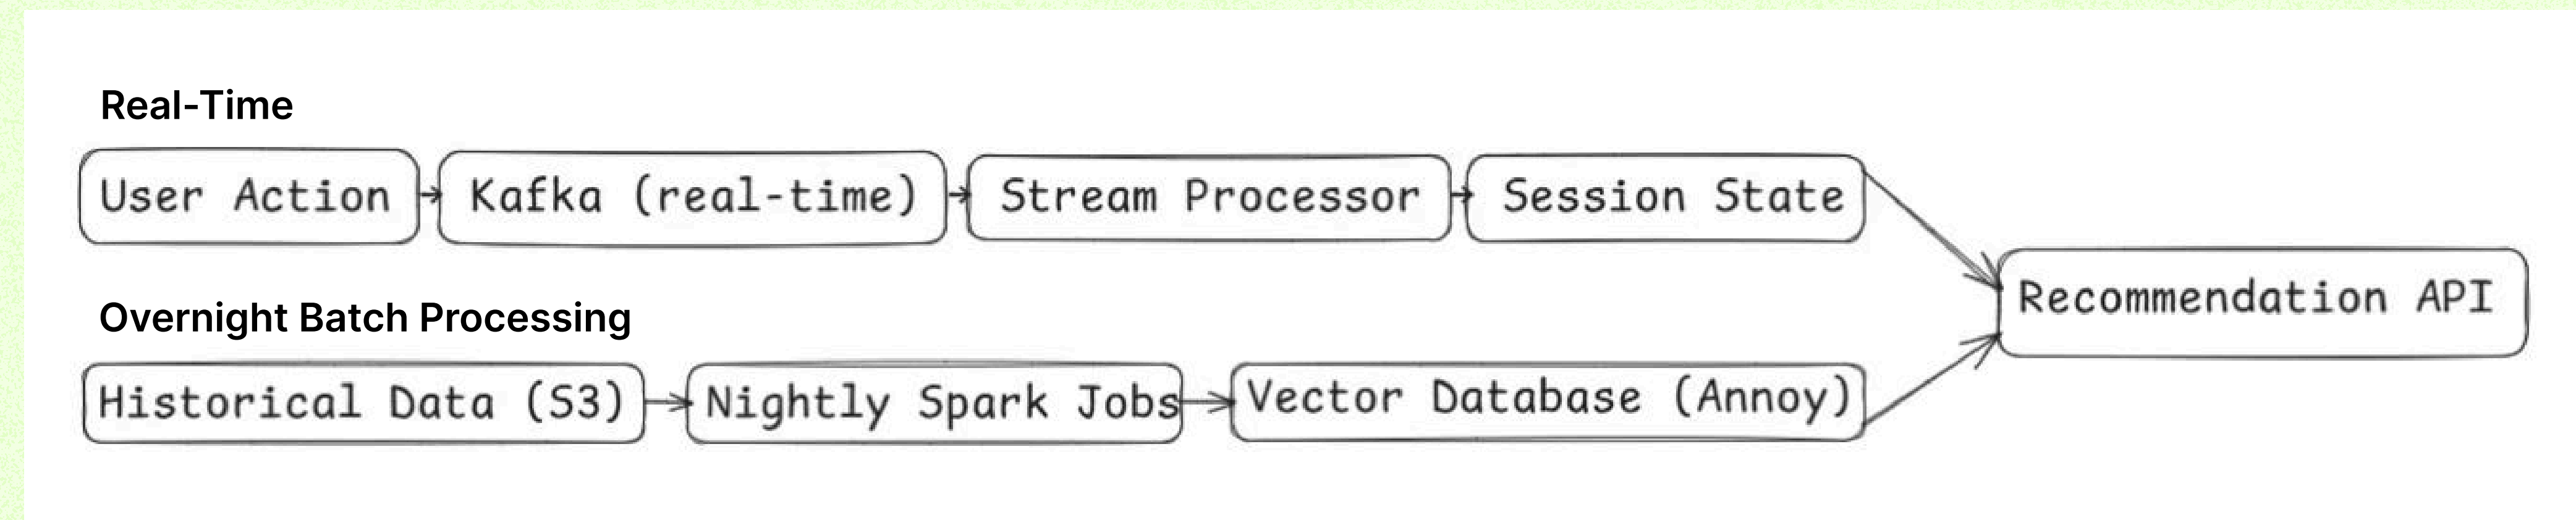 Real-Time
User Action
Kafka (real-time)
Stream Processor
Session State
Recommendation API
Overnight Batch Processing
Historical Data (S3)
Nightly Spark Jobs
Vector Database (Annoy)